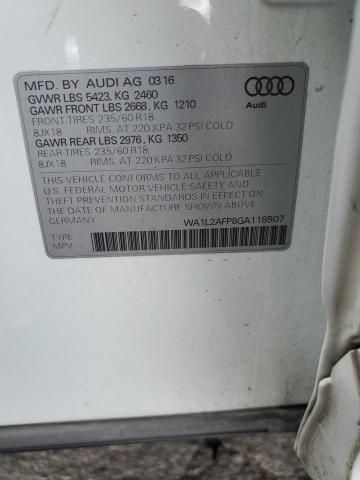 MFD. BY AUDI AG 03 16
GVWR LBS 5423, KG 2460
GAWR FRONT LBS 2668, KG 1210
FRONT-TIRES 235/60 R18
8JX18 RIMS, AT 220 KPA 32 PSI COLD
GAWR REAR LBS 2976, KG 1350
REAR-TIRES 235/60 R18
8JX18 RIMS, AT 220 KPA 32 PSI COLD
THIS VEHICLE CONFORMS TO ALL APPLICABLE
U.S. FEDERAL MOTOR VEHICLE SAFETY AND
THEFT PREVENTION STANDARDS IN EFFECT ON THE
DATE OF MANUFACTURE SHOWN ABOVE.
GERMANY
WA1L2AFP8GA118507
TYPE
MPV
Audi